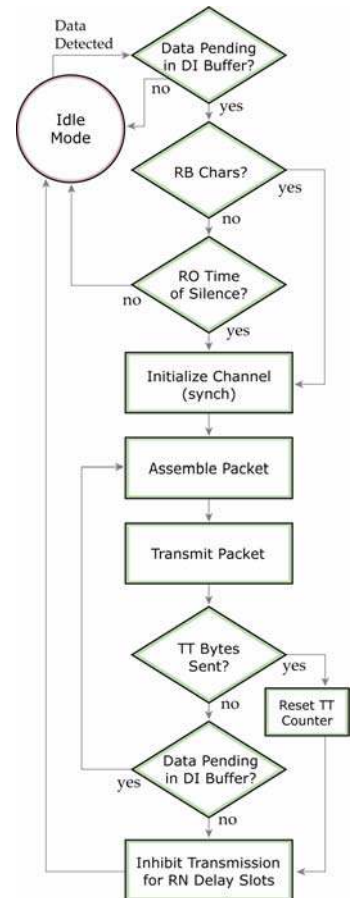 Data
Detected
Data Pending
in DI Buffer?
no
yes
Idle
Mode
RB Chars?
yes
no
RO Time
of Silence?
no
yes
Initialize Channel
(synch)
Assemble Packet
Transmit Packet
TT Bytes
Sent?
yes
no
Reset TT
Counter
Data Pending
in DI Buffer?
yes
no
Inhibit Transmission
for RN Delay Slots